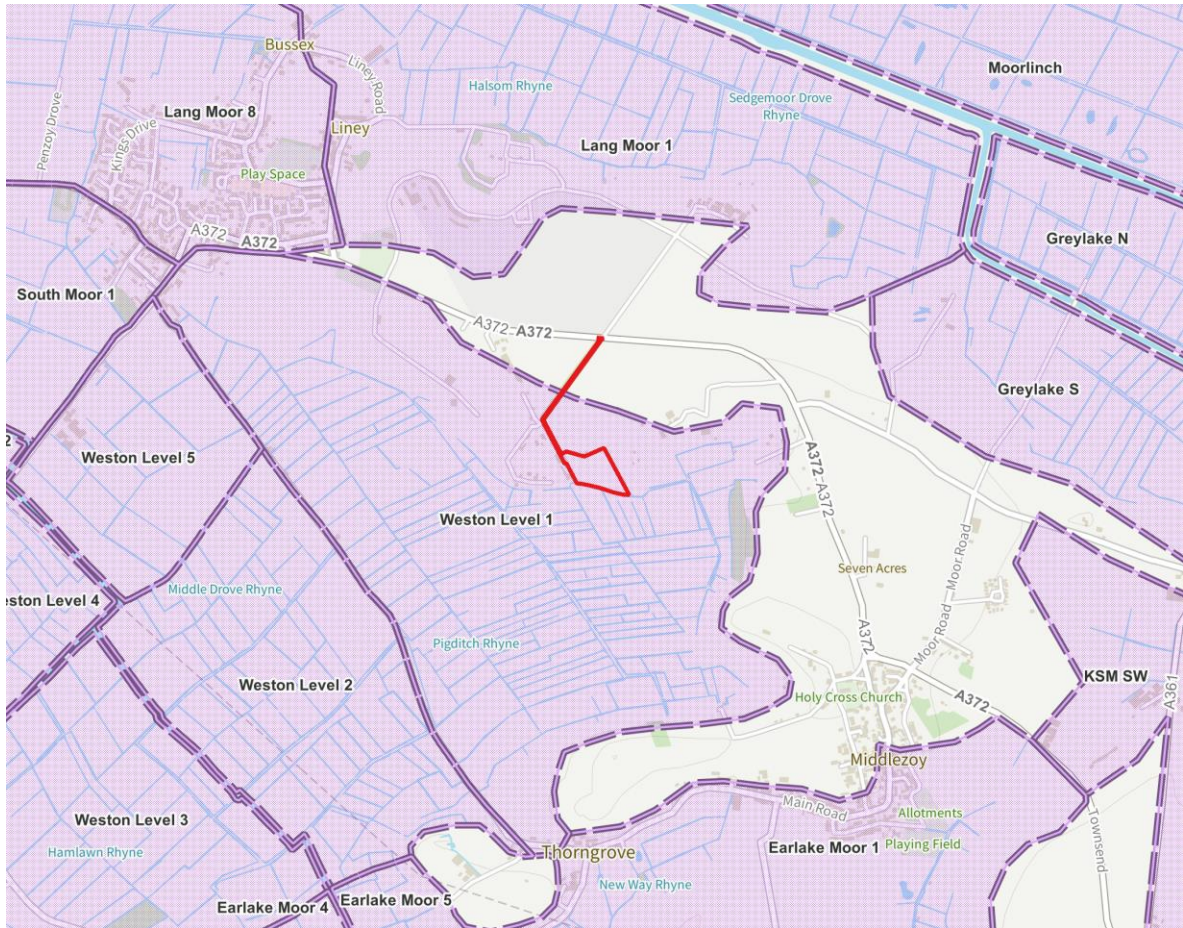 Bussex
Moorlinch
Liney Road
Halsom Rhyne
Sedgemoor Drove
Rhyne
Penzoy Drove
Lang Moor 8
Kings Drive
Liney
Lang Moor 1
Play Space
A372
A372
Greylake N
South Moor 1
A372
A372
Greylake S
Weston Level 5
A372
A372
A372
Weston Level 1
Moor Road
Moor Road
Seven Acres
Middle Drove Rhyne
eston Level 4
Pigditch Rhyne
A372
Weston Level 2
KSM SW
A372
A361
Holy Cross Church
Middlezoy
Main Road
Weston Level 3
Allotments
Hamlawn Rhyne
Thorngrove
Earlake Moor 1
Playing Field
Townsend
New Way Rhyne
Earlake Moor 5
Earlake Moor 4